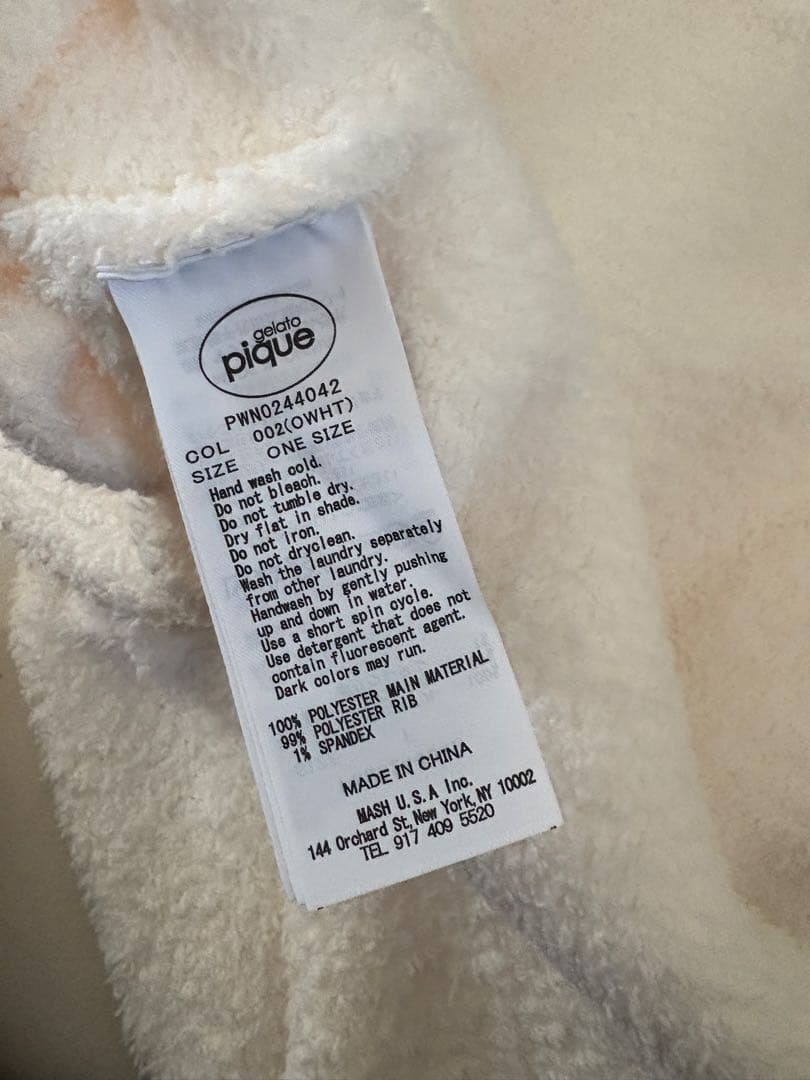 gelato
pique
PWN0244042
COL 002(OWHT)
SIZE ONE SIZE
Hand wash cold.
Do not bleach.
Do not tumble dry.
Dry flat in shade.
Do not iron.
Do not dryclean.
Wash the laundry separately
from other laundry.
Handwash by gently pushing
up and down in water.
Use a short spin cycle.
Use detergent that does not
contain fluorescent agent.
Dark colors may run.
100% POLYESTER MAIN MATERIAL
99% POLYESTER RIB
1% SPANDEX
MADE IN CHINA
MASH U.S.A Inc.
144 Orchard St, New York, NY 10002
TEL 917 409 5520